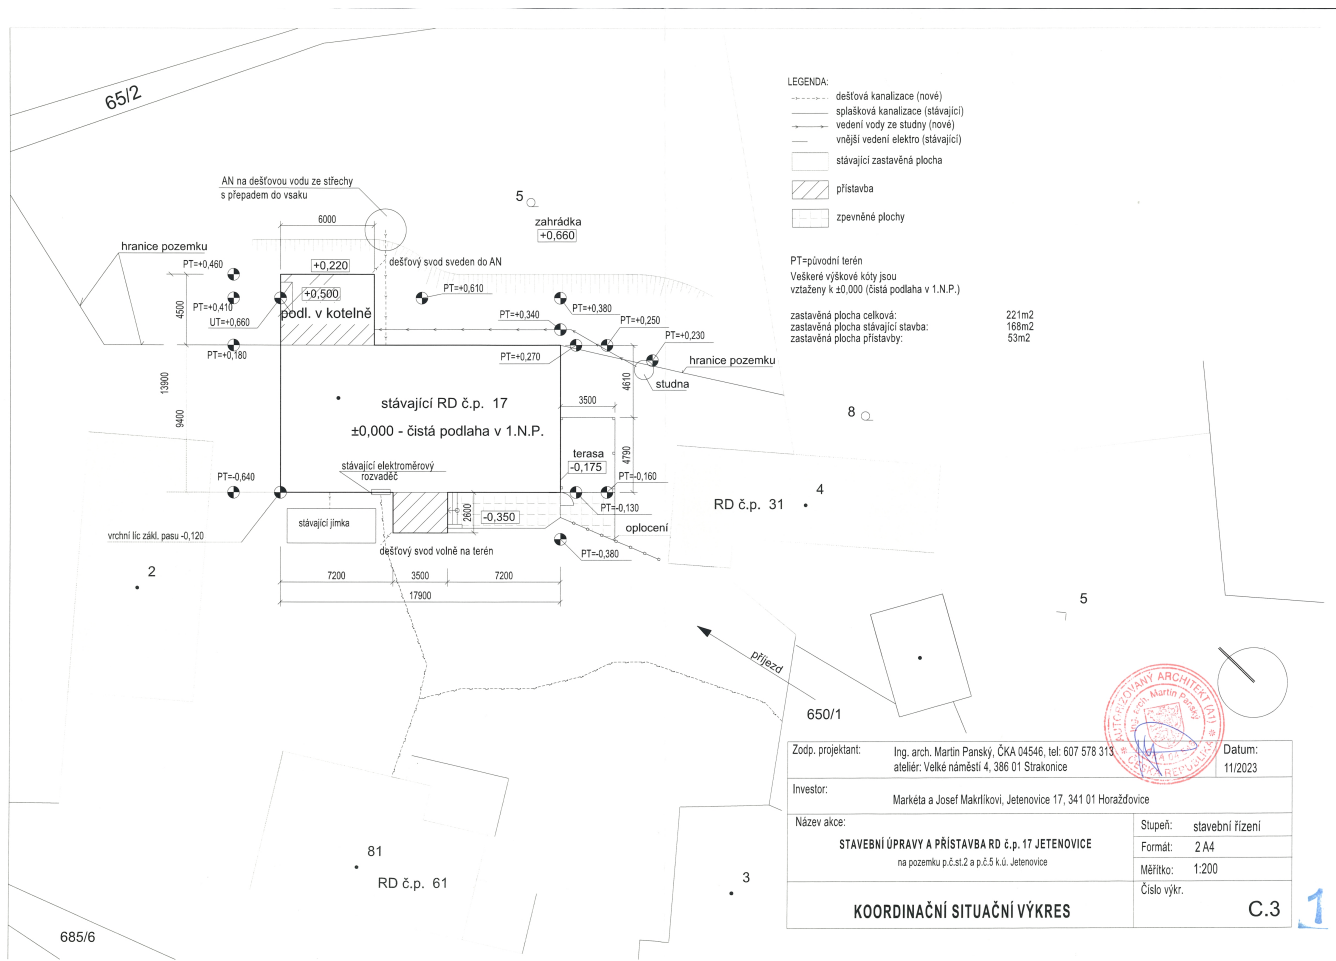 65/2
LEGENDA:
dešťová kanalizace (nové)
splašková kanalizace (stávající)
vedení vody ze studny (nové)
vnější vedení elektro (stávající)
stávající zastavěná plocha
přístavba
zpevněné plochy
AN na dešťovou vodu ze střechy
s přepadem do vsaku
5
zahrádka
+0,660
6000
hranice pozemku
PT=+0,460
+0,220
dešťový svod sveden do AN
PT=původní terén
Veškeré výškové kóty jsou
vztaženy k ±0,000 (čistá podlaha v 1.N.P.)
+0,500
PT=+0,610
4500
PT=+0,410
podl. v kotelně
UT=+0,660
PT=+0,380
PT=+0,340
PT=+0,250
zastavěná plocha celková: 221m2
zastavěná plocha stávající stavba: 168m2
zastavěná plocha přístavby: 53m2
PT=+0,230
PT=+0,180
PT=+0,270
hranice pozemku
studna
13900
4610
9400
3500
stávající RD č.p. 17
±0,000 - čistá podlaha v 1.N.P.
8
terasa
-0,175
4790
stávající elektroměrový
rozvaděč
PT=-0,640
PT=-0,160
4
RD č.p. 31
PT=-0,130
2600
-0,350
stávající jímka
oplocení
vrchní líc zákl. pasu -0,120
dešťový svod volně na terén
PT=-0,380
2
7200
3500
7200
17900
5
příjezd
650/1
AUTORIZOVANÝ ARCHITEKT (A1)
Ing. arch. Martin Panský
ČESKÁ REPUBLIKA
Zodp. projektant:
Ing. arch. Martin Panský, ČKA 04546, tel: 607 578 313
ateliér: Velké náměstí 4, 386 01 Strakonice
Datum:
11/2023
Investor:
Markéta a Josef Makrlíkovi, Jetenovice 17, 341 01 Horažďovice
Název akce:
STAVEBNÍ ÚPRAVY A PŘÍSTAVBA RD č.p. 17 JETENOVICE
na pozemku p.č.st.2 a p.č.5 k.ú. Jetenovice
Stupeň: stavební řízení
Formát: 2 A4
Měřítko: 1:200
Číslo výkr.
KOORDINAČNÍ SITUAČNÍ VÝKRES
C.3
1
81
RD č.p. 61
3
685/6